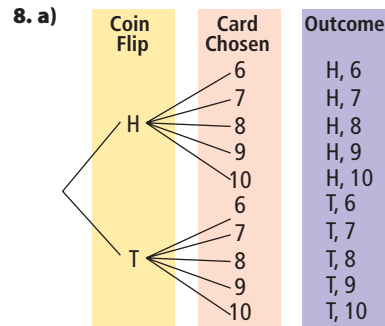 8. a)
Coin Flip Card Chosen Outcome
H
6 H, 6
7 H, 7
8 H, 8
9 H, 9
10 H, 10
T
6 T, 6
7 T, 7
8 T, 8
9 T, 9
10 T, 10